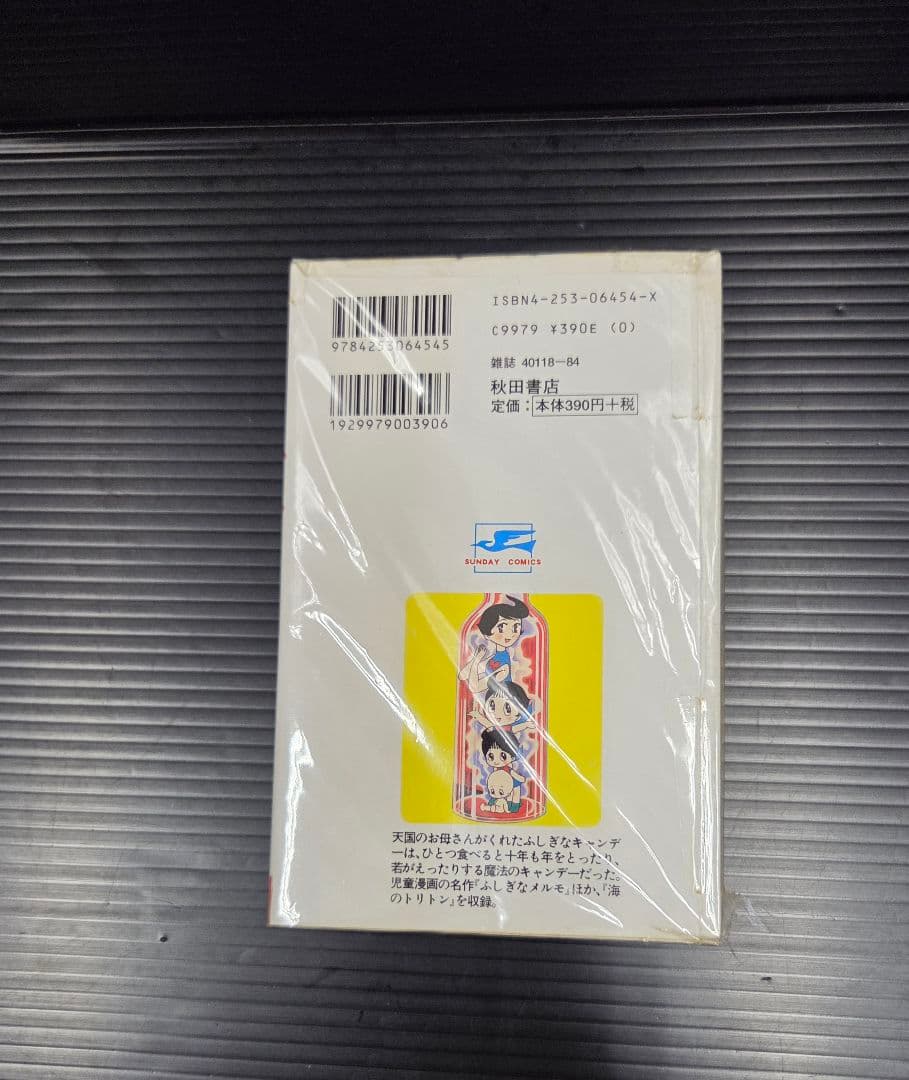 ISBN4-253-06454-X
9784253064545
C9979 ¥390E (0)
雑誌 40118-84
1929979003906
秋田書店
定価：本体390円＋税
SUNDAY COMICS
天国のお母さんがくれたふしぎなキャンデ
ーは、ひとつ食べると十年も年をとったり、
若がえったりする魔法のキャンデーだった。
児童漫画の名作『ふしぎなメルモ』ほか、『海
のトリトン』を収録。